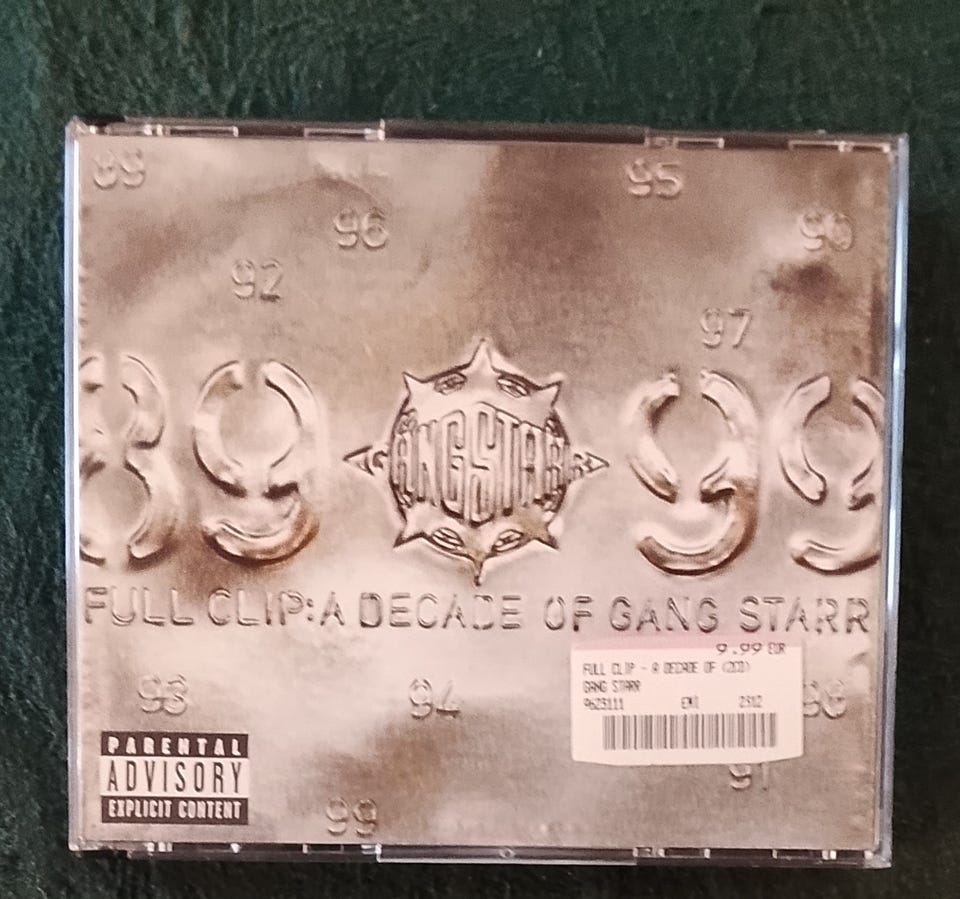 89
95
96
90
92
97
89
GANGSTARR
99
FULL CLIP:A DECADE OF GANG STARR
9.99 EUR
FULL CLIP - A DECADE OF (2CD)
GANG STARR
9623111 EMI 2312
93
94
98
91
PARENTAL
ADVISORY
EXPLICIT CONTENT
99